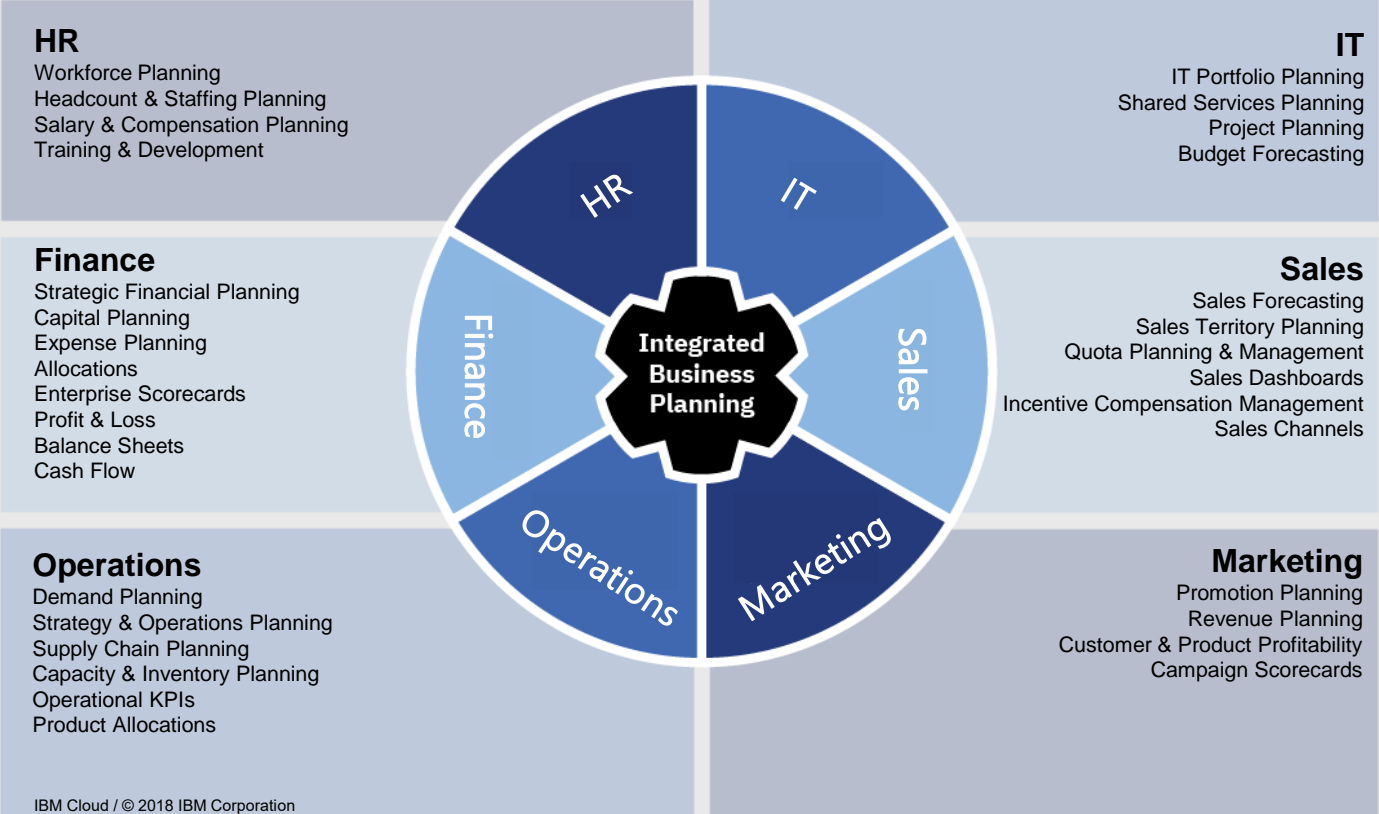 HR
Workforce Planning
Headcount & Staffing Planning
Salary & Compensation Planning
Training & Development
IT
IT Portfolio Planning
Shared Services Planning
Project Planning
Budget Forecasting
Finance
Strategic Financial Planning
Capital Planning
Expense Planning
Allocations
Enterprise Scorecards
Profit & Loss
Balance Sheets
Cash Flow
HR
IT
Finance
Integrated
Business
Planning
Sales
Operations
Marketing
Sales
Sales Forecasting
Sales Territory Planning
Quota Planning & Management
Sales Dashboards
Incentive Compensation Management
Sales Channels
Operations
Demand Planning
Strategy & Operations Planning
Supply Chain Planning
Capacity & Inventory Planning
Operational KPIs
Product Allocations
Marketing
Promotion Planning
Revenue Planning
Customer & Product Profitability
Campaign Scorecards
IBM Cloud / © 2018 IBM Corporation